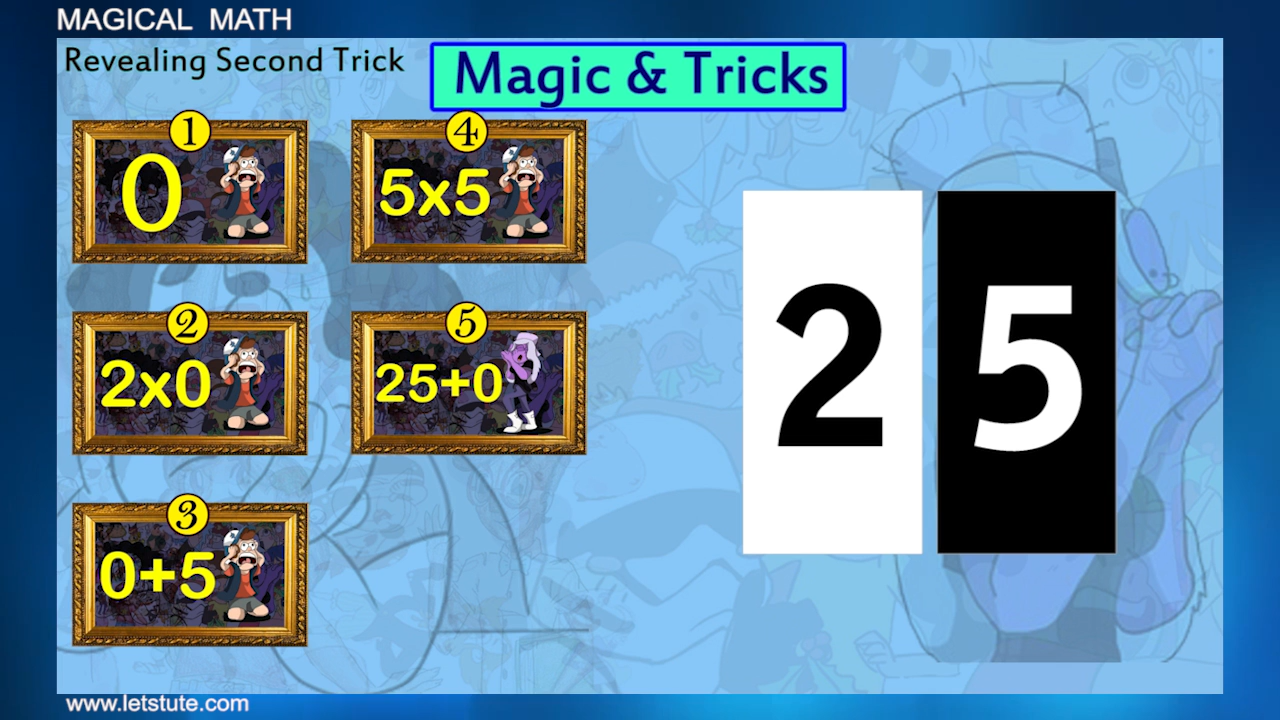 MAGICAL MATH
Revealing Second Trick
Magic & Tricks
1
0
2
2x0
3
0+5
4
5x5
5
25+0
2 5
www.letstute.com